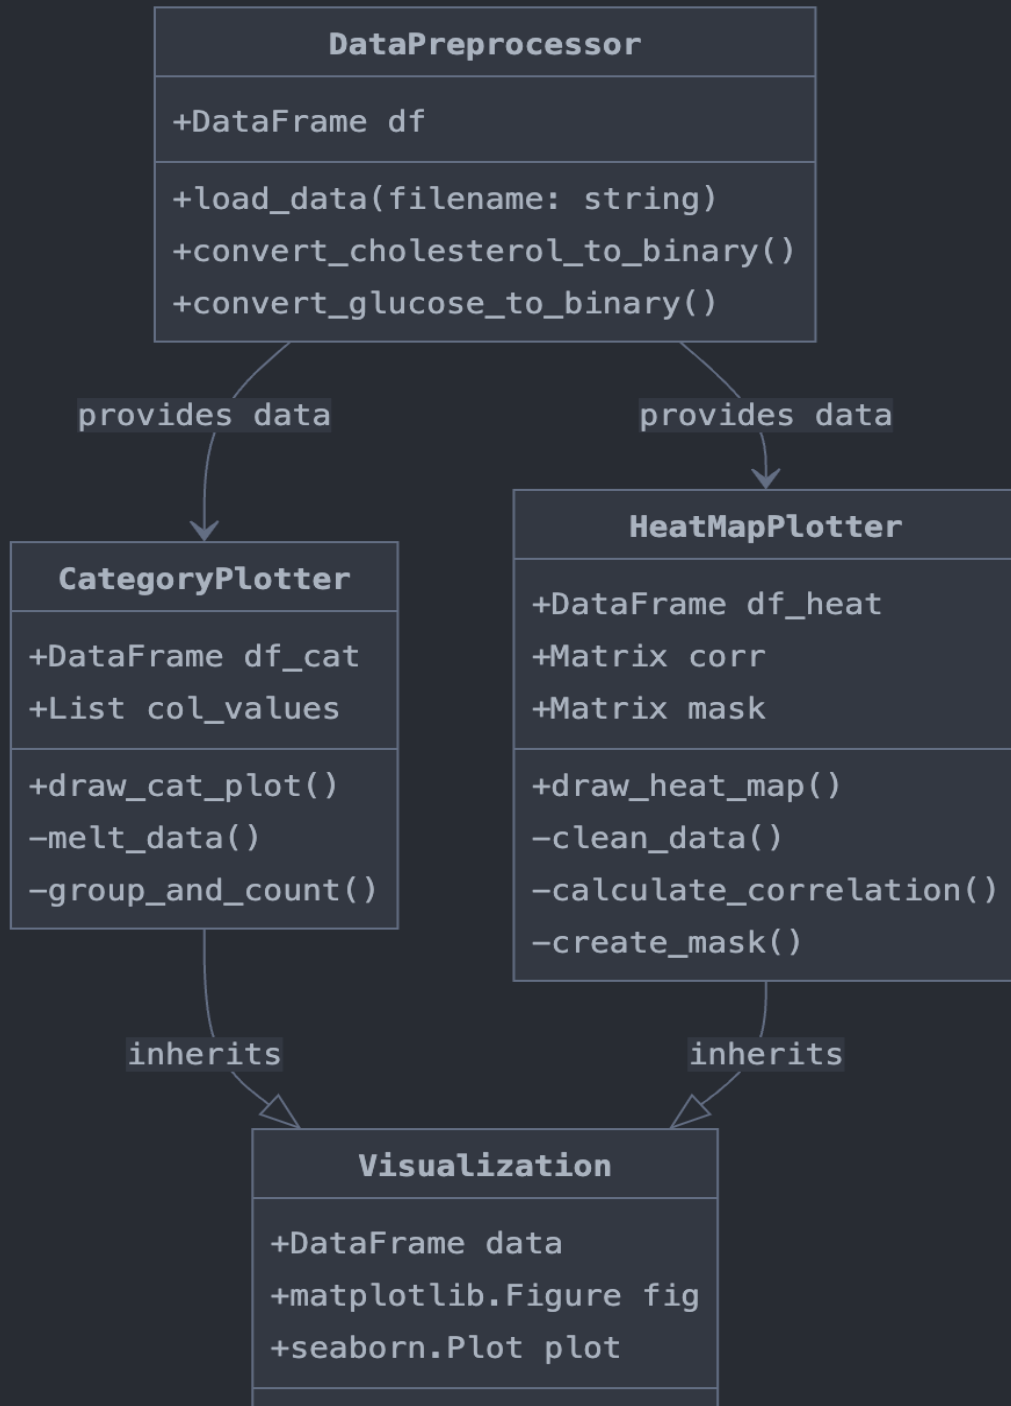 DataPreprocessor
+DataFrame df
+load_data(filename: string)
+convert_cholesterol_to_binary()
+convert_glucose_to_binary()
provides data
provides data
CategoryPlotter
+DataFrame df_cat
+List col_values
+draw_cat_plot()
-melt_data()
-group_and_count()
HeatMapPlotter
+DataFrame df_heat
+Matrix corr
+Matrix mask
+draw_heat_map()
-clean_data()
-calculate_correlation()
-create_mask()
inherits
inherits
Visualization
+DataFrame data
+matplotlib.Figure fig
+seaborn.Plot plot